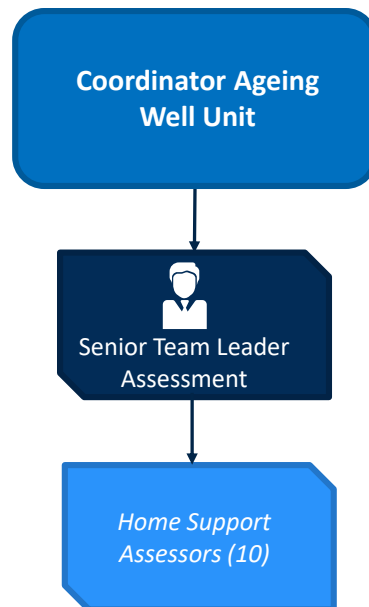 Coordinator Ageing
Well Unit
Senior Team Leader
Assessment
Home Support
Assessors (10)